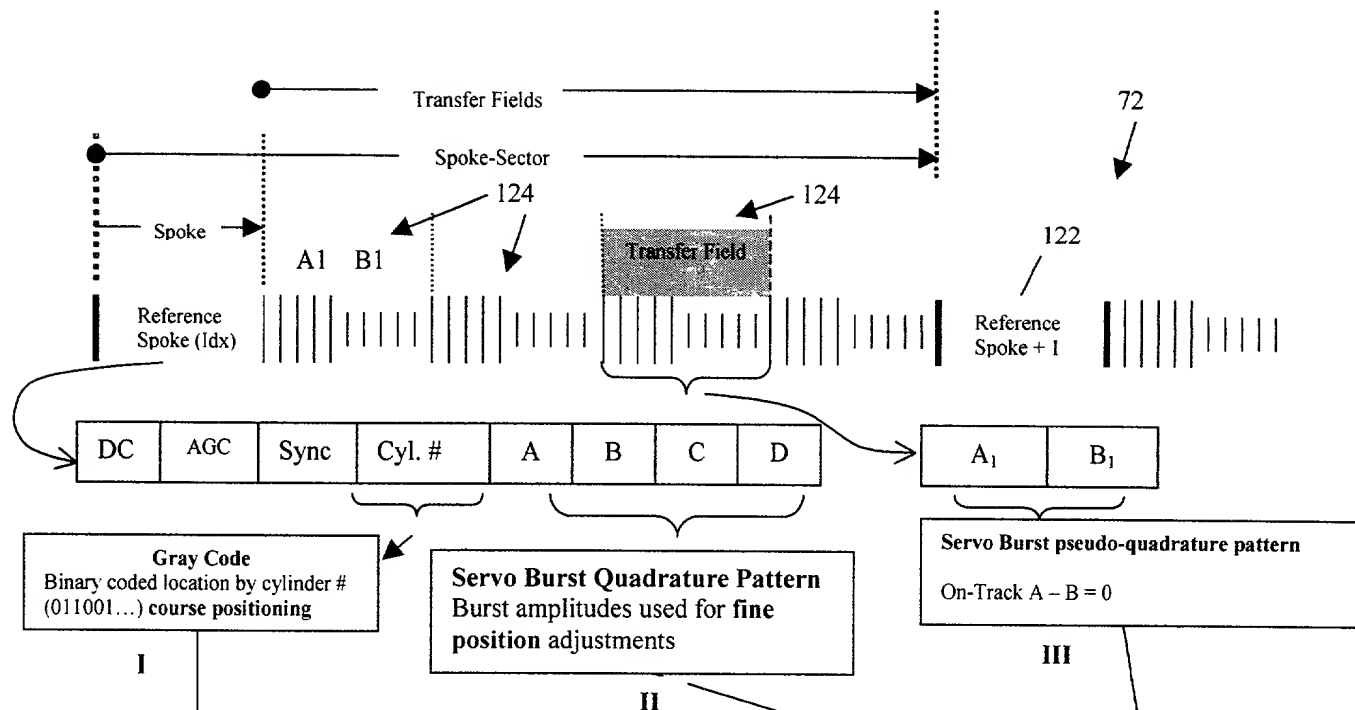 Transfer Fields
72
Spoke-Sector
124
124
Spoke
A1 B1
Transfer Field
122
Reference
Spoke (Idx)
Reference
Spoke + 1
DC AGC Sync Cyl. # A B C D
A₁ B₁
Gray Code
Binary coded location by cylinder #
(011001…) course positioning
I
Servo Burst Quadrature Pattern
Burst amplitudes used for fine
position adjustments
II
Servo Burst pseudo-quadrature pattern
On-Track A – B = 0
III